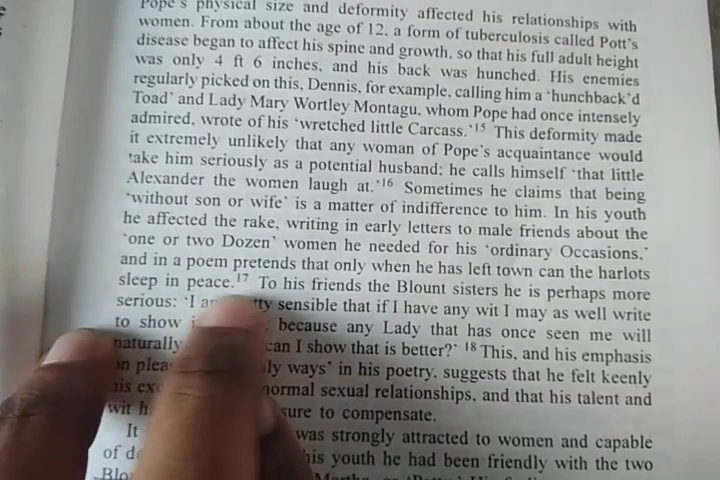 Pope's physical size and deformity affected his relationships with
women. From about the age of 12, a form of tuberculosis called Pott's
disease began to affect his spine and growth, so that his full adult height
was only 4 ft 6 inches, and his back was hunched. His enemies
regularly picked on this, Dennis, for example, calling him a 'hunchback'd
Toad' and Lady Mary Wortley Montagu, whom Pope had once intensely
admired, wrote of his 'wretched little Carcass.'15 This deformity made
it extremely unlikely that any woman of Pope's acquaintance would
take him seriously as a potential husband; he calls himself 'that little
Alexander the women laugh at.'16 Sometimes he claims that being
'without son or wife' is a matter of indifference to him. In his youth
he affected the rake, writing in early letters to male friends about the
'one or two Dozen' women he needed for his 'ordinary Occasions,'
and in a poem pretends that only when he has left town can the harlots
sleep in peace.17 To his friends the Blount sisters he is perhaps more
serious: 'I sensible that if I have any wit I may as well write
to show because any Lady that has once seen me will
naturally can I show that is better?' 18 This, and his emphasis
on ways' in his poetry, suggests that he felt keenly
his normal sexual relationships, and that his talent and
wit to compensate.
It was strongly attracted to women and capable
of his youth he had been friendly with the two